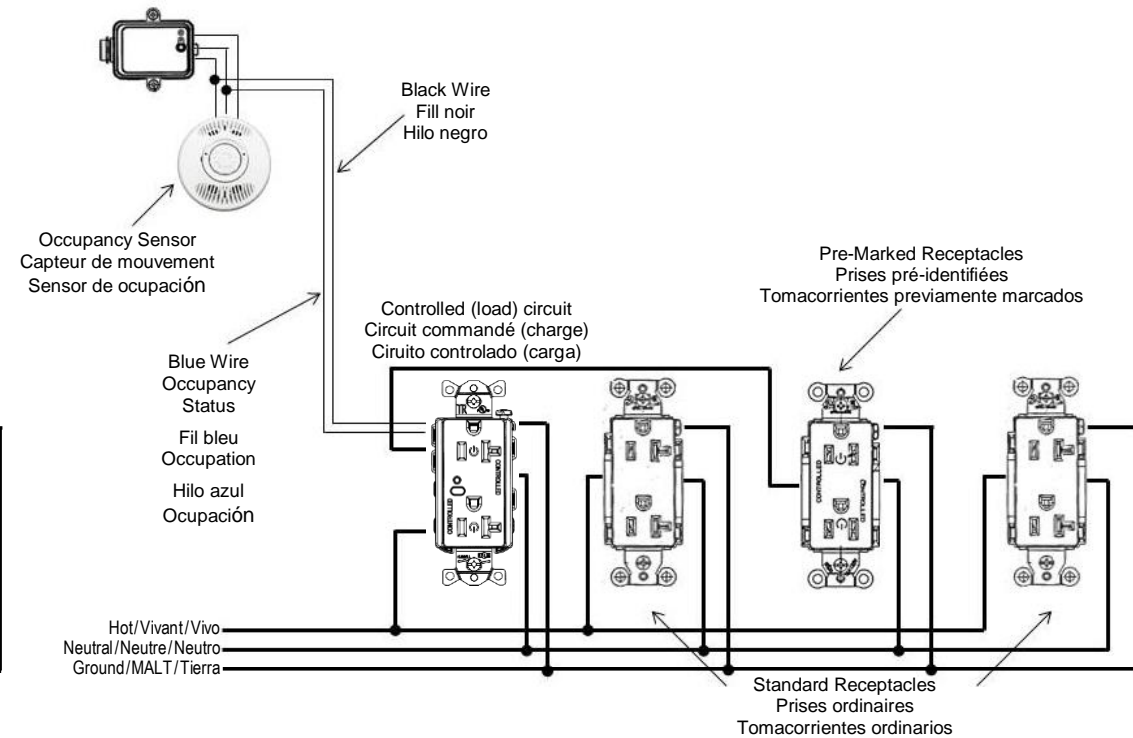 Black Wire
Fill noir
Hilo negro
Occupancy Sensor
Capteur de mouvement
Sensor de ocupación
Pre-Marked Receptacles
Prises pré-identifiées
Tomacorrientes previamente marcados
Controlled (load) circuit
Circuit commandé (charge)
Ciruito controlado (carga)
Blue Wire
Occupancy
Status
Fil bleu
Occupation
Hilo azul
Ocupación
TR
CONTROLLED
CONTROLLED
CONTROLLED
CONTROLLED
Hot/Vivant/Vivo
Neutral/Neutre/Neutro
Ground/MALT/Tierra
Standard Receptacles
Prises ordinaires
Tomacorrientes ordinarios